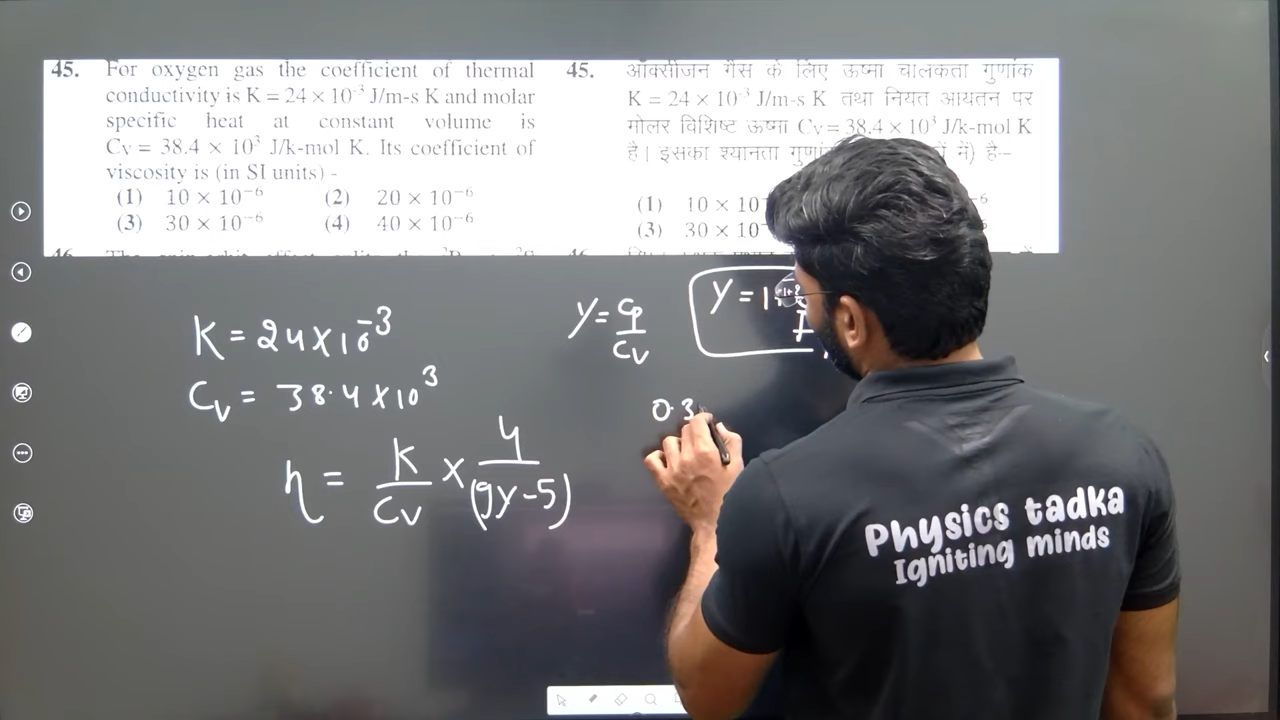 45. For oxygen gas the coefficient of thermal
conductivity is K = 24 × 10⁻³ J/m-s K and molar
specific heat at constant volume is
Cv = 38.4 × 10³ J/k-mol K. Its coefficient of
viscosity is (in SI units) -
(1) 10 × 10⁻⁶ (2) 20 × 10⁻⁶
(3) 30 × 10⁻⁶ (4) 40 × 10⁻⁶
45. ऑक्सीजन गैस के लिए ऊष्मा चालकता गुणांक
K = 24 × 10⁻³ J/m-s K तथा नियत आयतन पर
मोलर विशिष्ट ऊष्मा Cv = 38.4 × 10³ J/k-mol K
है। इसका श्यानता में) है–
(1) 10 × 10
(3) 30 × 10
K = 24 × 10⁻³
Cv = 38.4 × 10³
η = K/Cv × 4/(9γ-5)
γ = Cp/Cv
γ = 1+
0.3
Physics tadka
Igniting minds